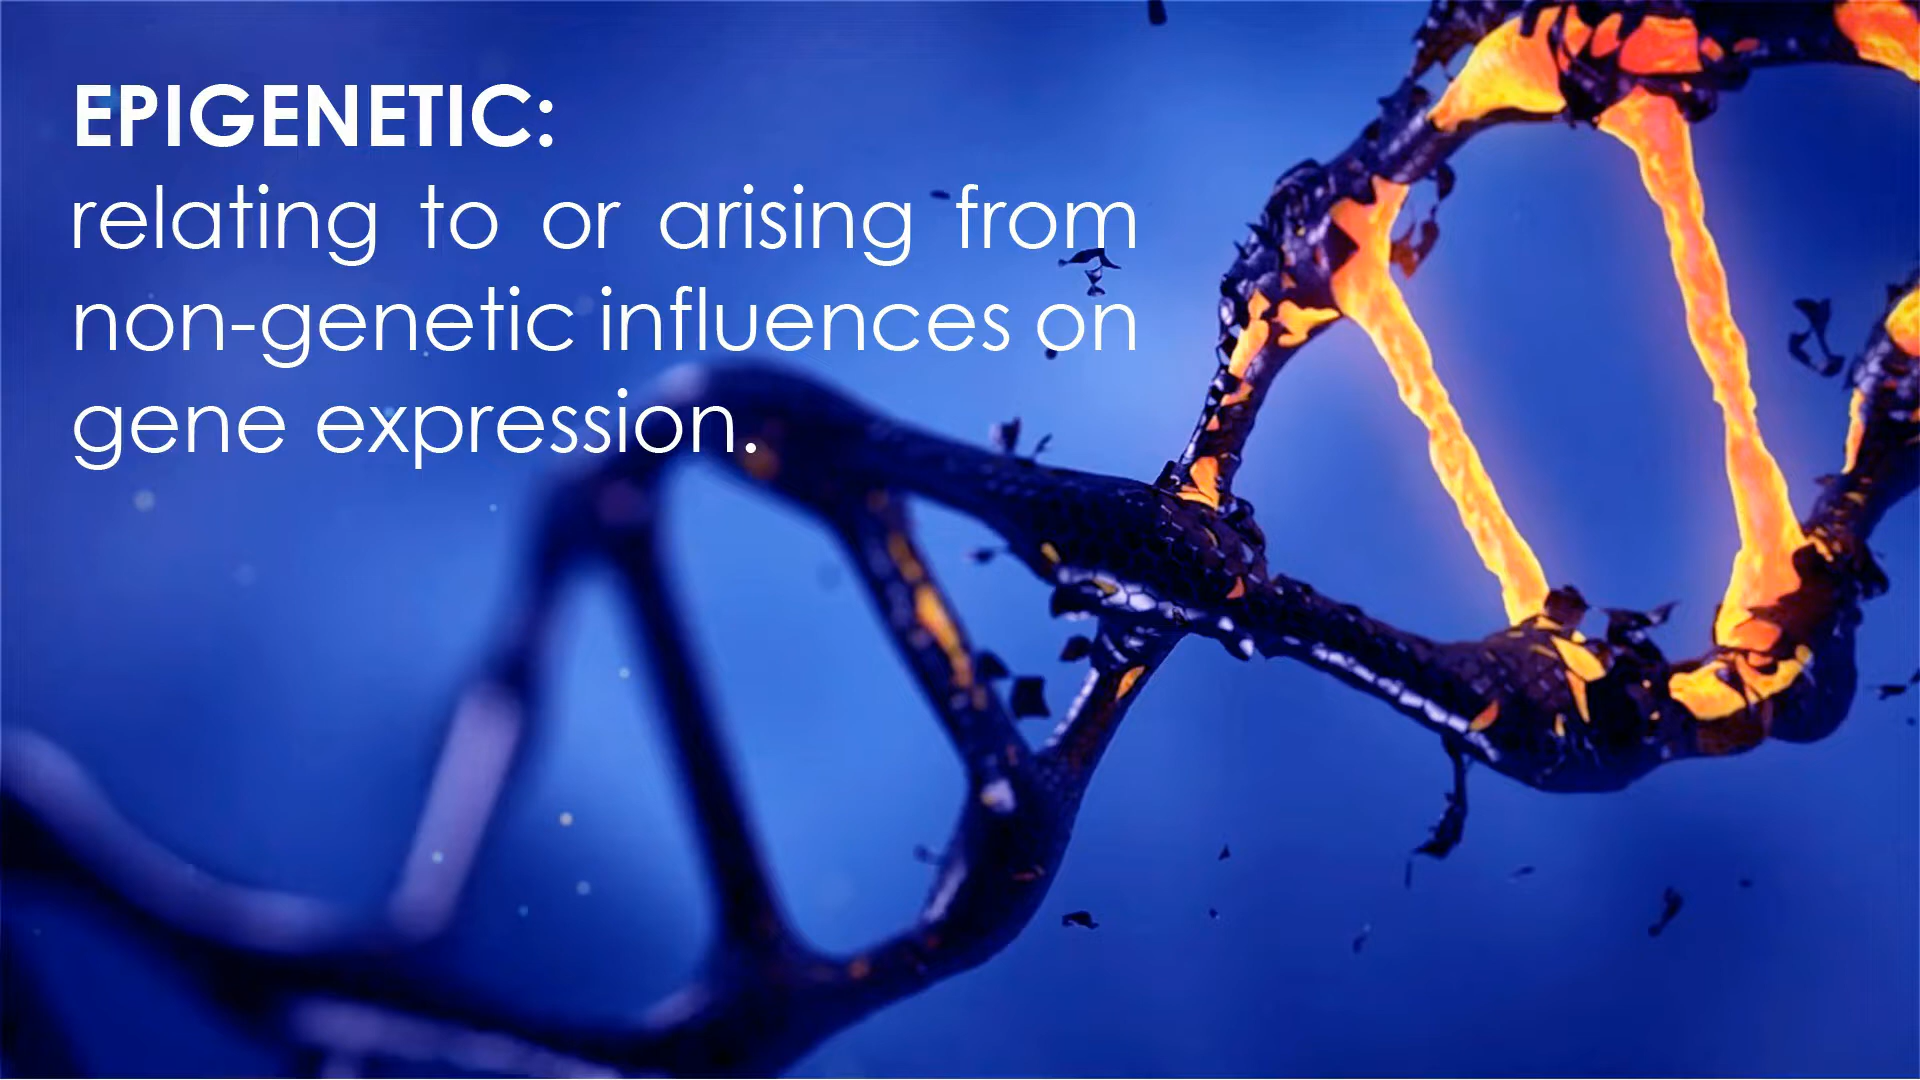 EPIGENETIC:
relating to or arising from
non-genetic influences on
gene expression.